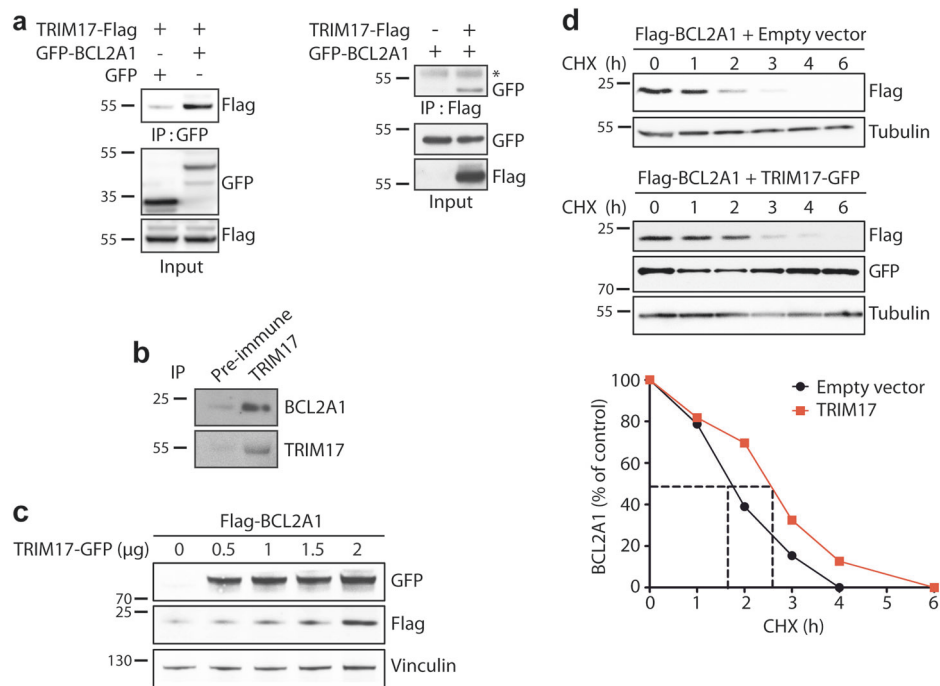 a
TRIM17-Flag + +
GFP-BCL2A1 - +
GFP + -
55 Flag
IP : GFP
55
GFP
35
55 Flag
Input
TRIM17-Flag - +
GFP-BCL2A1 + +
55 *
GFP
IP : Flag
GFP
55 Flag
Input
b
IP Pre-immune TRIM17
25 BCL2A1
55 TRIM17
c
Flag-BCL2A1
TRIM17-GFP (μg) 0 0.5 1 1.5 2
GFP
70
25
Flag
130
Vinculin
d
Flag-BCL2A1 + Empty vector
CHX (h) 0 1 2 3 4 6
25
Flag
55
Tubulin
Flag-BCL2A1 + TRIM17-GFP
CHX (h) 0 1 2 3 4 6
25
Flag
GFP
70
55 Tubulin
BCL2A1 (% of control)
100
80
60
40
20
0
Empty vector
TRIM17
0 1 2 3 4 5 6
CHX (h)